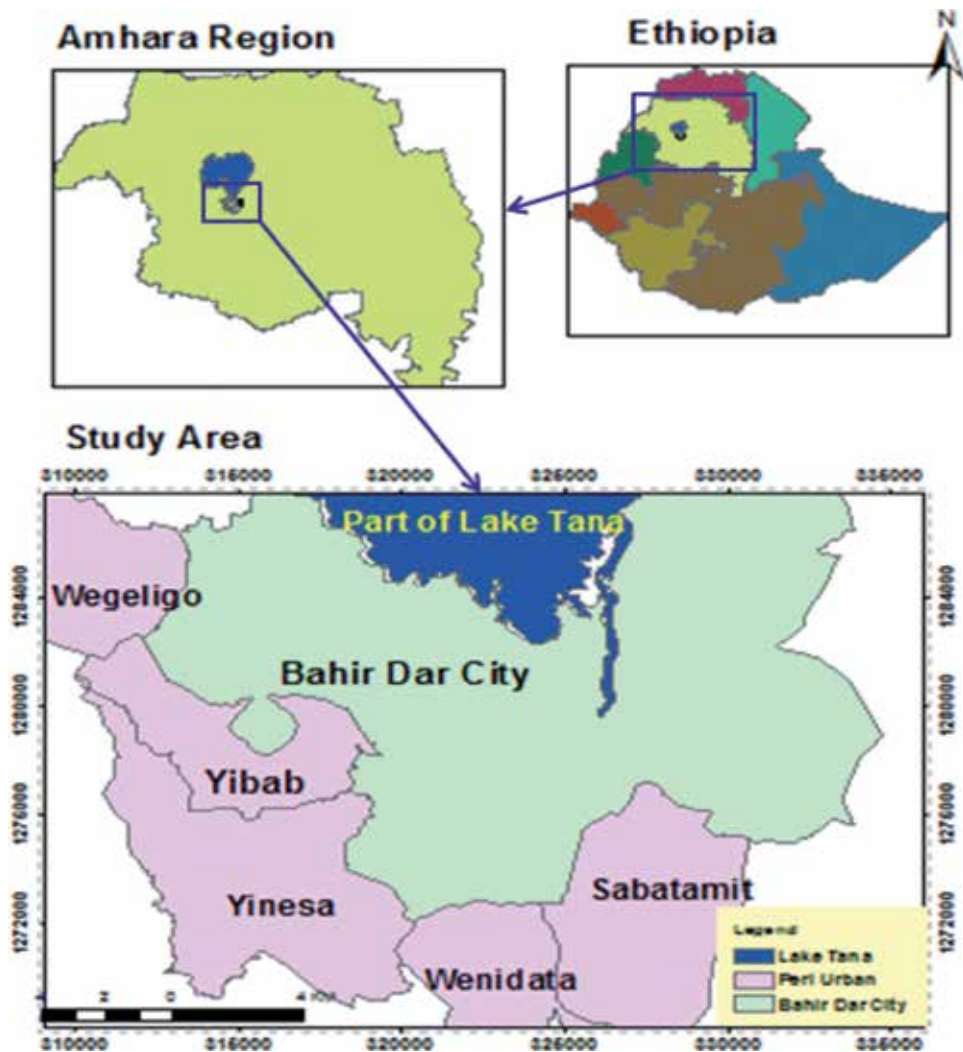 Amhara Region
Ethiopia
N
Study Area
310000 316000 320000 326000 330000 336000
Part of Lake Tana
Wegeligo
1284000 1284000
Bahir Dar City
1280000 1280000
Yibab
1276000 1276000
Sabatamit
Yinesa
1272000 1272000
Wenidata
Legend
Lake Tana
Peri Urban
Bahir Dar City
2 0 4
310000 316000 320000 326000 330000 336000